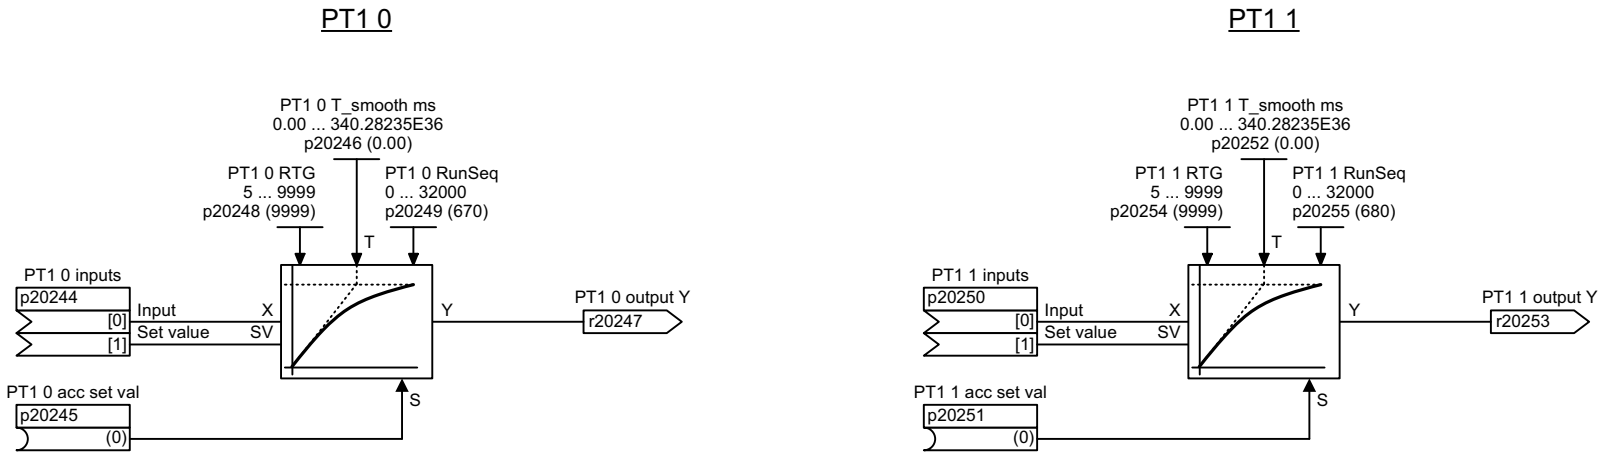 PT1 0
PT1 0 T_smooth ms
0.00 ... 340.28235E36
p20246 (0.00)
PT1 0 RTG
5 ... 9999
p20248 (9999)
PT1 0 RunSeq
0 ... 32000
p20249 (670)
T
PT1 0 inputs
p20244
[0]
[1]
Input
X
Set value
SV
Y
PT1 0 output Y
r20247
PT1 0 acc set val
p20245
(0)
S
PT1 1
PT1 1 T_smooth ms
0.00 ... 340.28235E36
p20252 (0.00)
PT1 1 RTG
5 ... 9999
p20254 (9999)
PT1 1 RunSeq
0 ... 32000
p20255 (680)
T
PT1 1 inputs
p20250
[0]
[1]
Input
X
Set value
SV
Y
PT1 1 output Y
r20253
PT1 1 acc set val
p20251
(0)
S